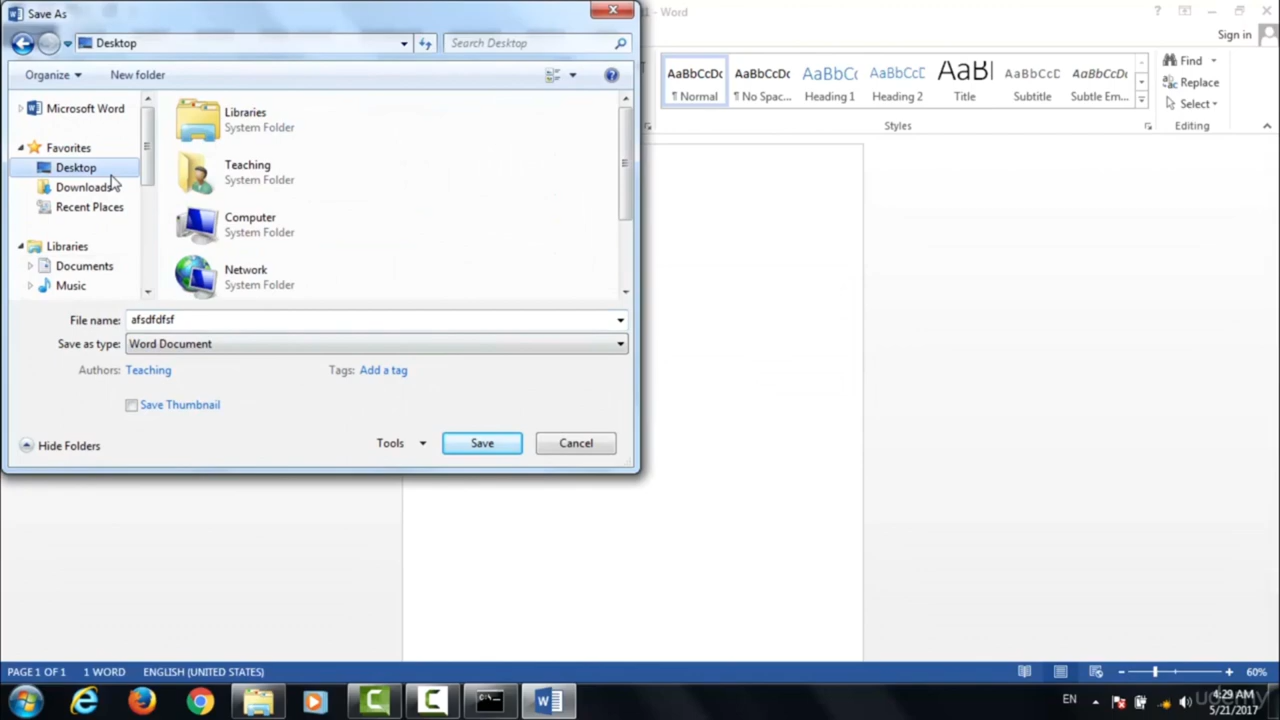 Save As
1 - Word
Desktop
Search Desktop
Sign in
Organize
New folder
AaBbCcDc
AaBbCcDc
AaBbC
AaBbCcD
AaB
AaBbCcD
AaBbCcD
¶ Normal
¶ No Spac...
Heading 1
Heading 2
Title
Subtitle
Subtle Em...
Styles
Find
Replace
Select
Editing
Microsoft Word
Favorites
Desktop
Downloads
Recent Places
Libraries
Documents
Music
Libraries
System Folder
Teaching
System Folder
Computer
System Folder
Network
System Folder
File name: afsdfdfsf
Save as type: Word Document
Authors: Teaching
Tags: Add a tag
Save Thumbnail
Hide Folders
Tools
Save
Cancel
PAGE 1 OF 1
1 WORD
ENGLISH (UNITED STATES)
60%
EN
4:29 AM
5/21/2017
udemy